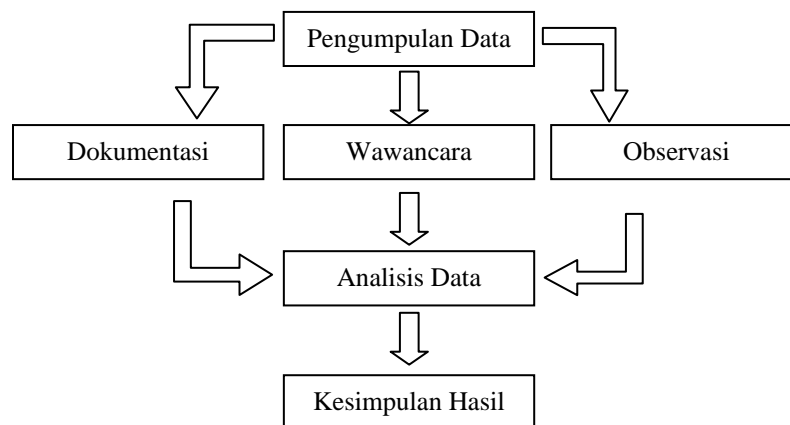 Pengumpulan Data
Dokumentasi
Wawancara
Observasi
Analisis Data
Kesimpulan Hasil